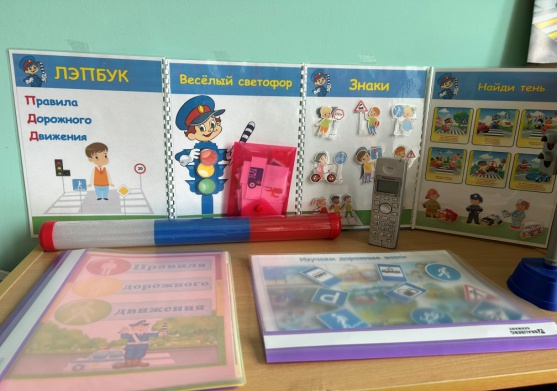 ЛЭПБУК
Правила
Дорожного
Движения
Весёлый светофор
Знаки
Найди тень
Правила
дорожного
движения
Изучаем дорожные знаки